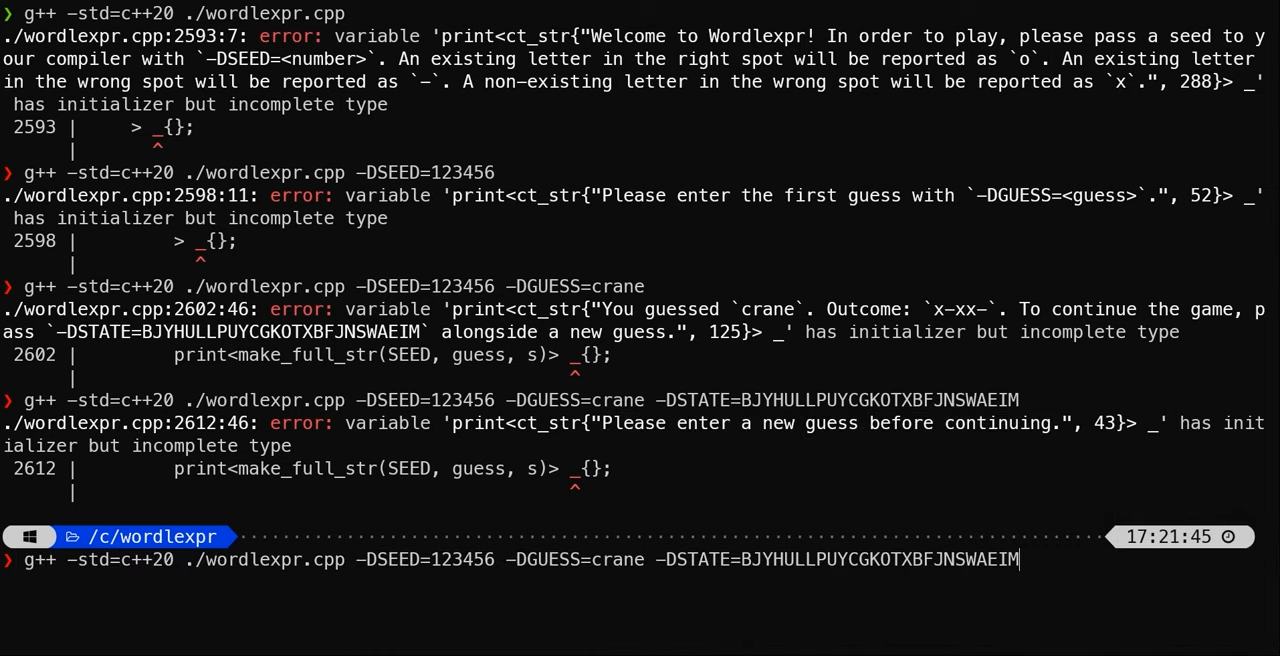 ❯ g++ -std=c++20 ./wordlexpr.cpp
./wordlexpr.cpp:2593:7: error: variable 'print<ct_str{"Welcome to Wordlexpr! In order to play, please pass a seed to y
our compiler with `-DSEED=<number>`. An existing letter in the right spot will be reported as `o`. An existing letter
in the wrong spot will be reported as `-`. A non-existing letter in the wrong spot will be reported as `x`.", 288}> _'
 has initializer but incomplete type
 2593 |     > _{};
      |       ^
❯ g++ -std=c++20 ./wordlexpr.cpp -DSEED=123456
./wordlexpr.cpp:2598:11: error: variable 'print<ct_str{"Please enter the first guess with `-DGUESS=<guess>`.", 52}> _'
 has initializer but incomplete type
 2598 |         > _{};
      |           ^
❯ g++ -std=c++20 ./wordlexpr.cpp -DSEED=123456 -DGUESS=crane
./wordlexpr.cpp:2602:46: error: variable 'print<ct_str{"You guessed `crane`. Outcome: `x-xx-`. To continue the game, p
ass `-DSTATE=BJYHULLPUYCGKOTXBFJNSWAEIM` alongside a new guess.", 125}> _' has initializer but incomplete type
 2602 |         print<make_full_str(SEED, guess, s)> _{};
      |                                              ^
❯ g++ -std=c++20 ./wordlexpr.cpp -DSEED=123456 -DGUESS=crane -DSTATE=BJYHULLPUYCGKOTXBFJNSWAEIM
./wordlexpr.cpp:2612:46: error: variable 'print<ct_str{"Please enter a new guess before continuing.", 43}> _' has init
ializer but incomplete type
 2612 |         print<make_full_str(SEED, guess, s)> _{};
      |                                              ^
/c/wordlexpr 17:21:45
❯ g++ -std=c++20 ./wordlexpr.cpp -DSEED=123456 -DGUESS=crane -DSTATE=BJYHULLPUYCGKOTXBFJNSWAEIM